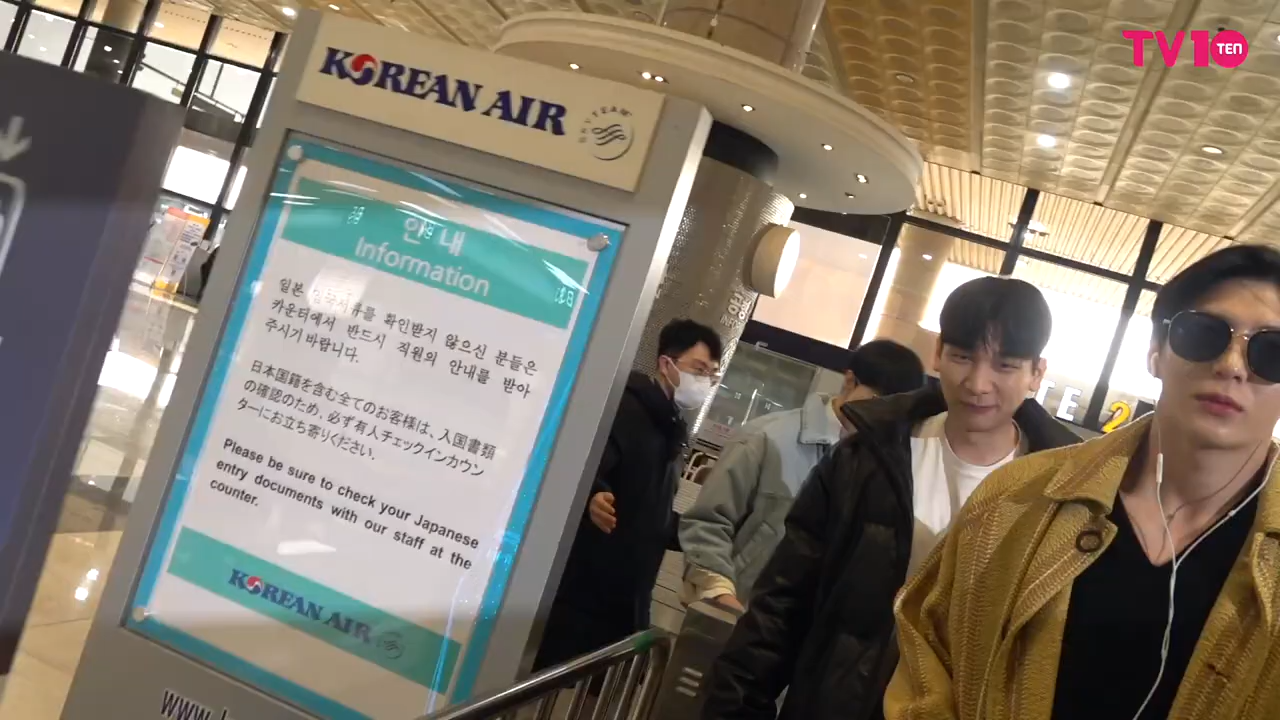 TV10
TEN
KOREAN AIR
SKYTEAM
안내
Information
일본 입국서류를 확인받지 않으신 분들은
카운터에서 반드시 직원의 안내를 받아
주시기 바랍니다.
日本国籍を含む全てのお客様は、入国書類
の確認のため、必ず有人チェックインカウン
ターにお立ち寄りください.
Please be sure to check your Japanese
entry documents with our staff at the
counter.
KOREAN AIR
www.
2